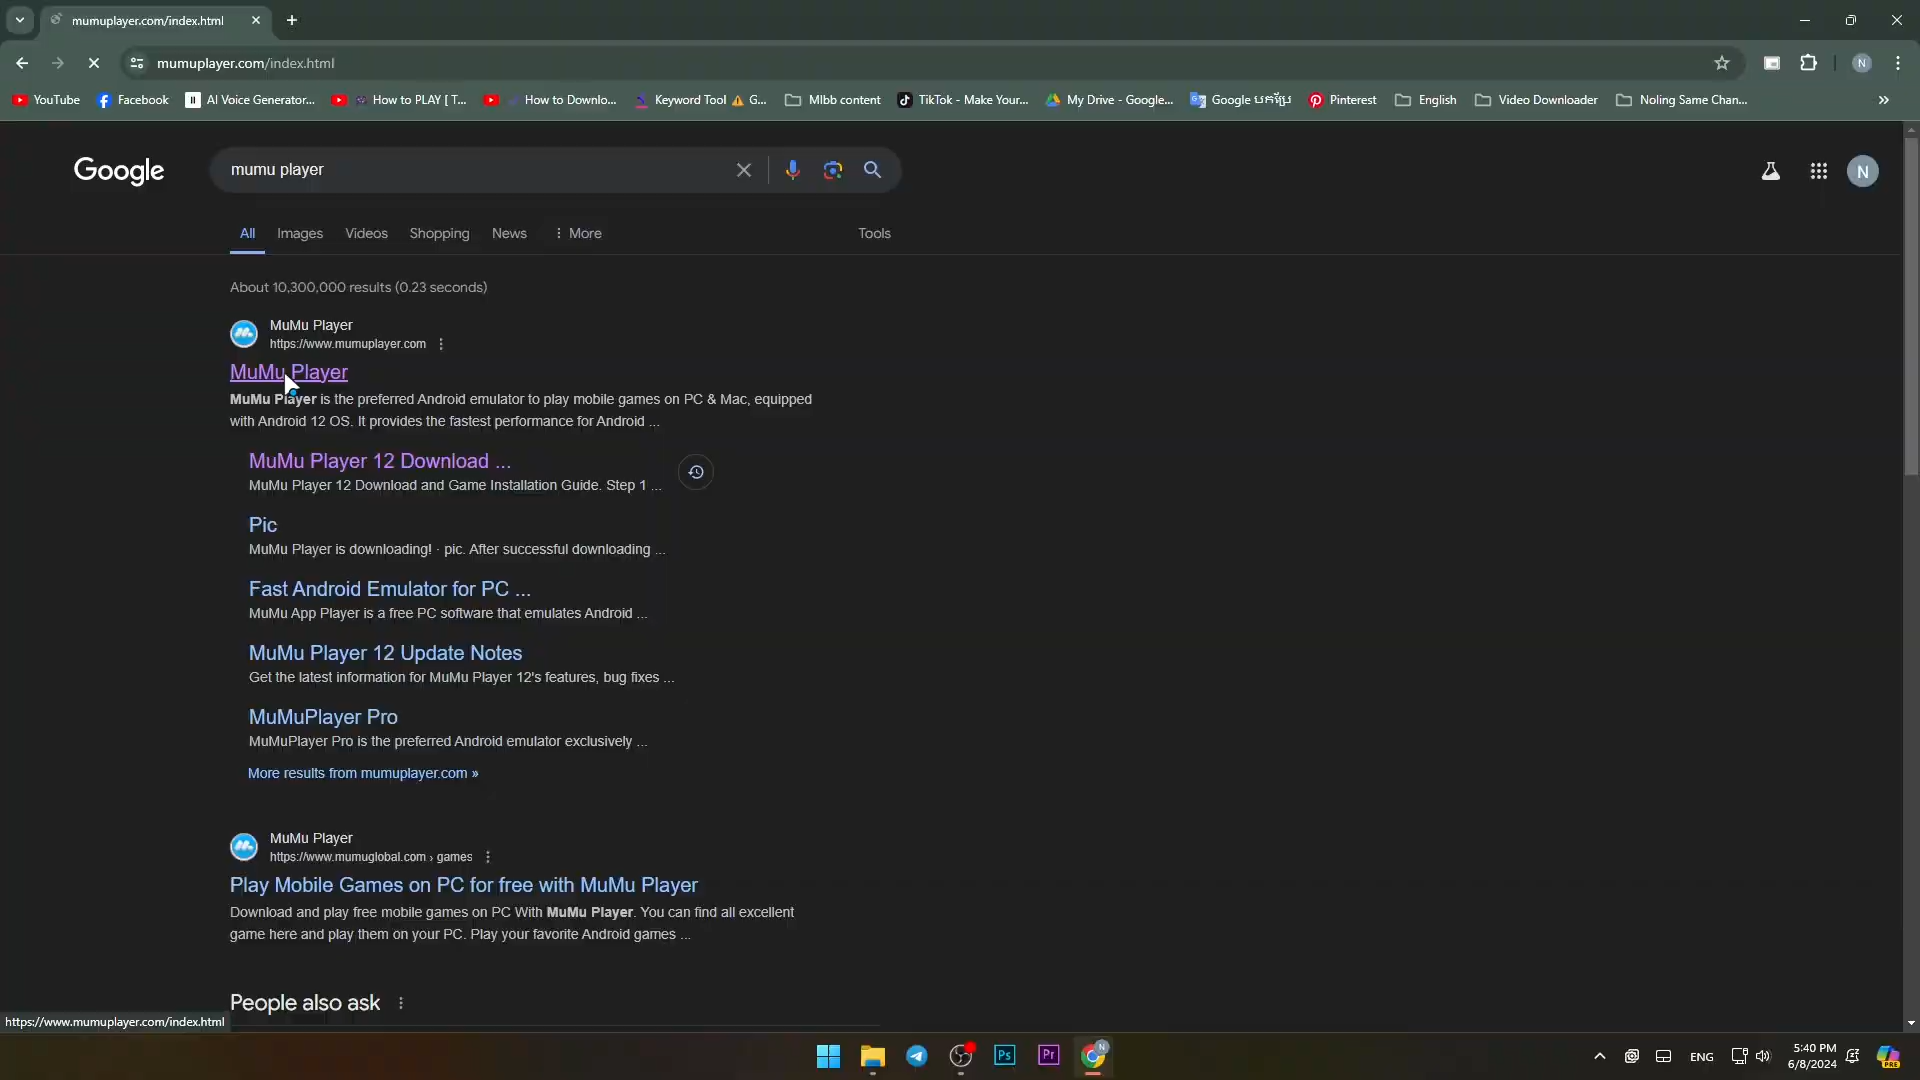 mumuplayer.com/index.html
mumuplayer.com/index.html
YouTube
Facebook
AI Voice Generator...
How to PLAY [ T...
How to Downlo...
Keyword Tool ⚠ G...
Mlbb content
TikTok - Make Your...
My Drive - Google...
Google បកប្រែ
Pinterest
English
Video Downloader
Noling Same Chan...
»
Google
mumu player
N
All
Images
Videos
Shopping
News
More
Tools
About 10,300,000 results (0.23 seconds)
MuMu Player
https://www.mumuplayer.com
MuMu Player
MuMu Player is the preferred Android emulator to play mobile games on PC & Mac, equipped
with Android 12 OS. It provides the fastest performance for Android ...
MuMu Player 12 Download ...
MuMu Player 12 Download and Game Installation Guide. Step 1 ...
Pic
MuMu Player is downloading! · pic. After successful downloading ...
Fast Android Emulator for PC ...
MuMu App Player is a free PC software that emulates Android ...
MuMu Player 12 Update Notes
Get the latest information for MuMu Player 12's features, bug fixes ...
MuMuPlayer Pro
MuMuPlayer Pro is the preferred Android emulator exclusively ...
More results from mumuplayer.com »
MuMu Player
https://www.mumuglobal.com › games
Play Mobile Games on PC for free with MuMu Player
Download and play free mobile games on PC With MuMu Player. You can find all excellent
game here and play them on your PC. Play your favorite Android games ...
People also ask
https://www.mumuplayer.com/index.html
Ps
Pr
N
ENG
5:40 PM
6/8/2024
PRE